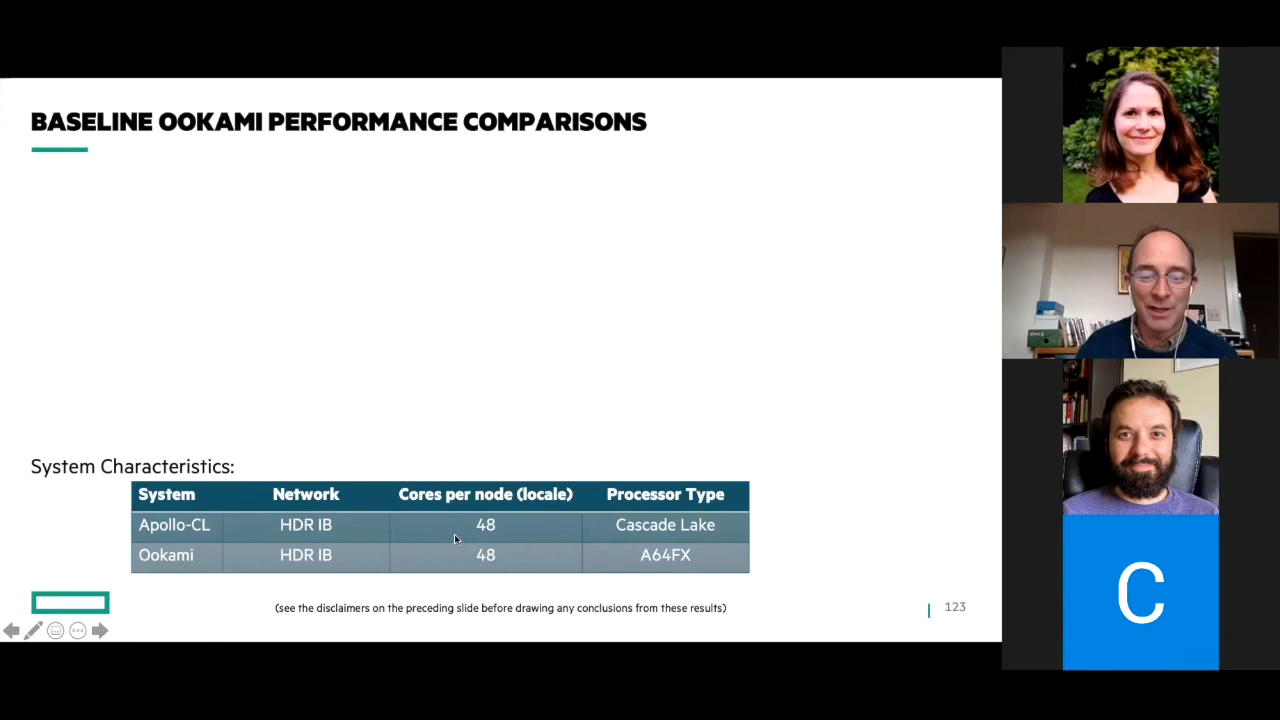 BASELINE OOKAMI PERFORMANCE COMPARISONS
System Characteristics:
System Network Cores per node (locale) Processor Type
Apollo-CL HDR IB 48 Cascade Lake
Ookami HDR IB 48 A64FX
(see the disclaimers on the preceding slide before drawing any conclusions from these results)
123
C